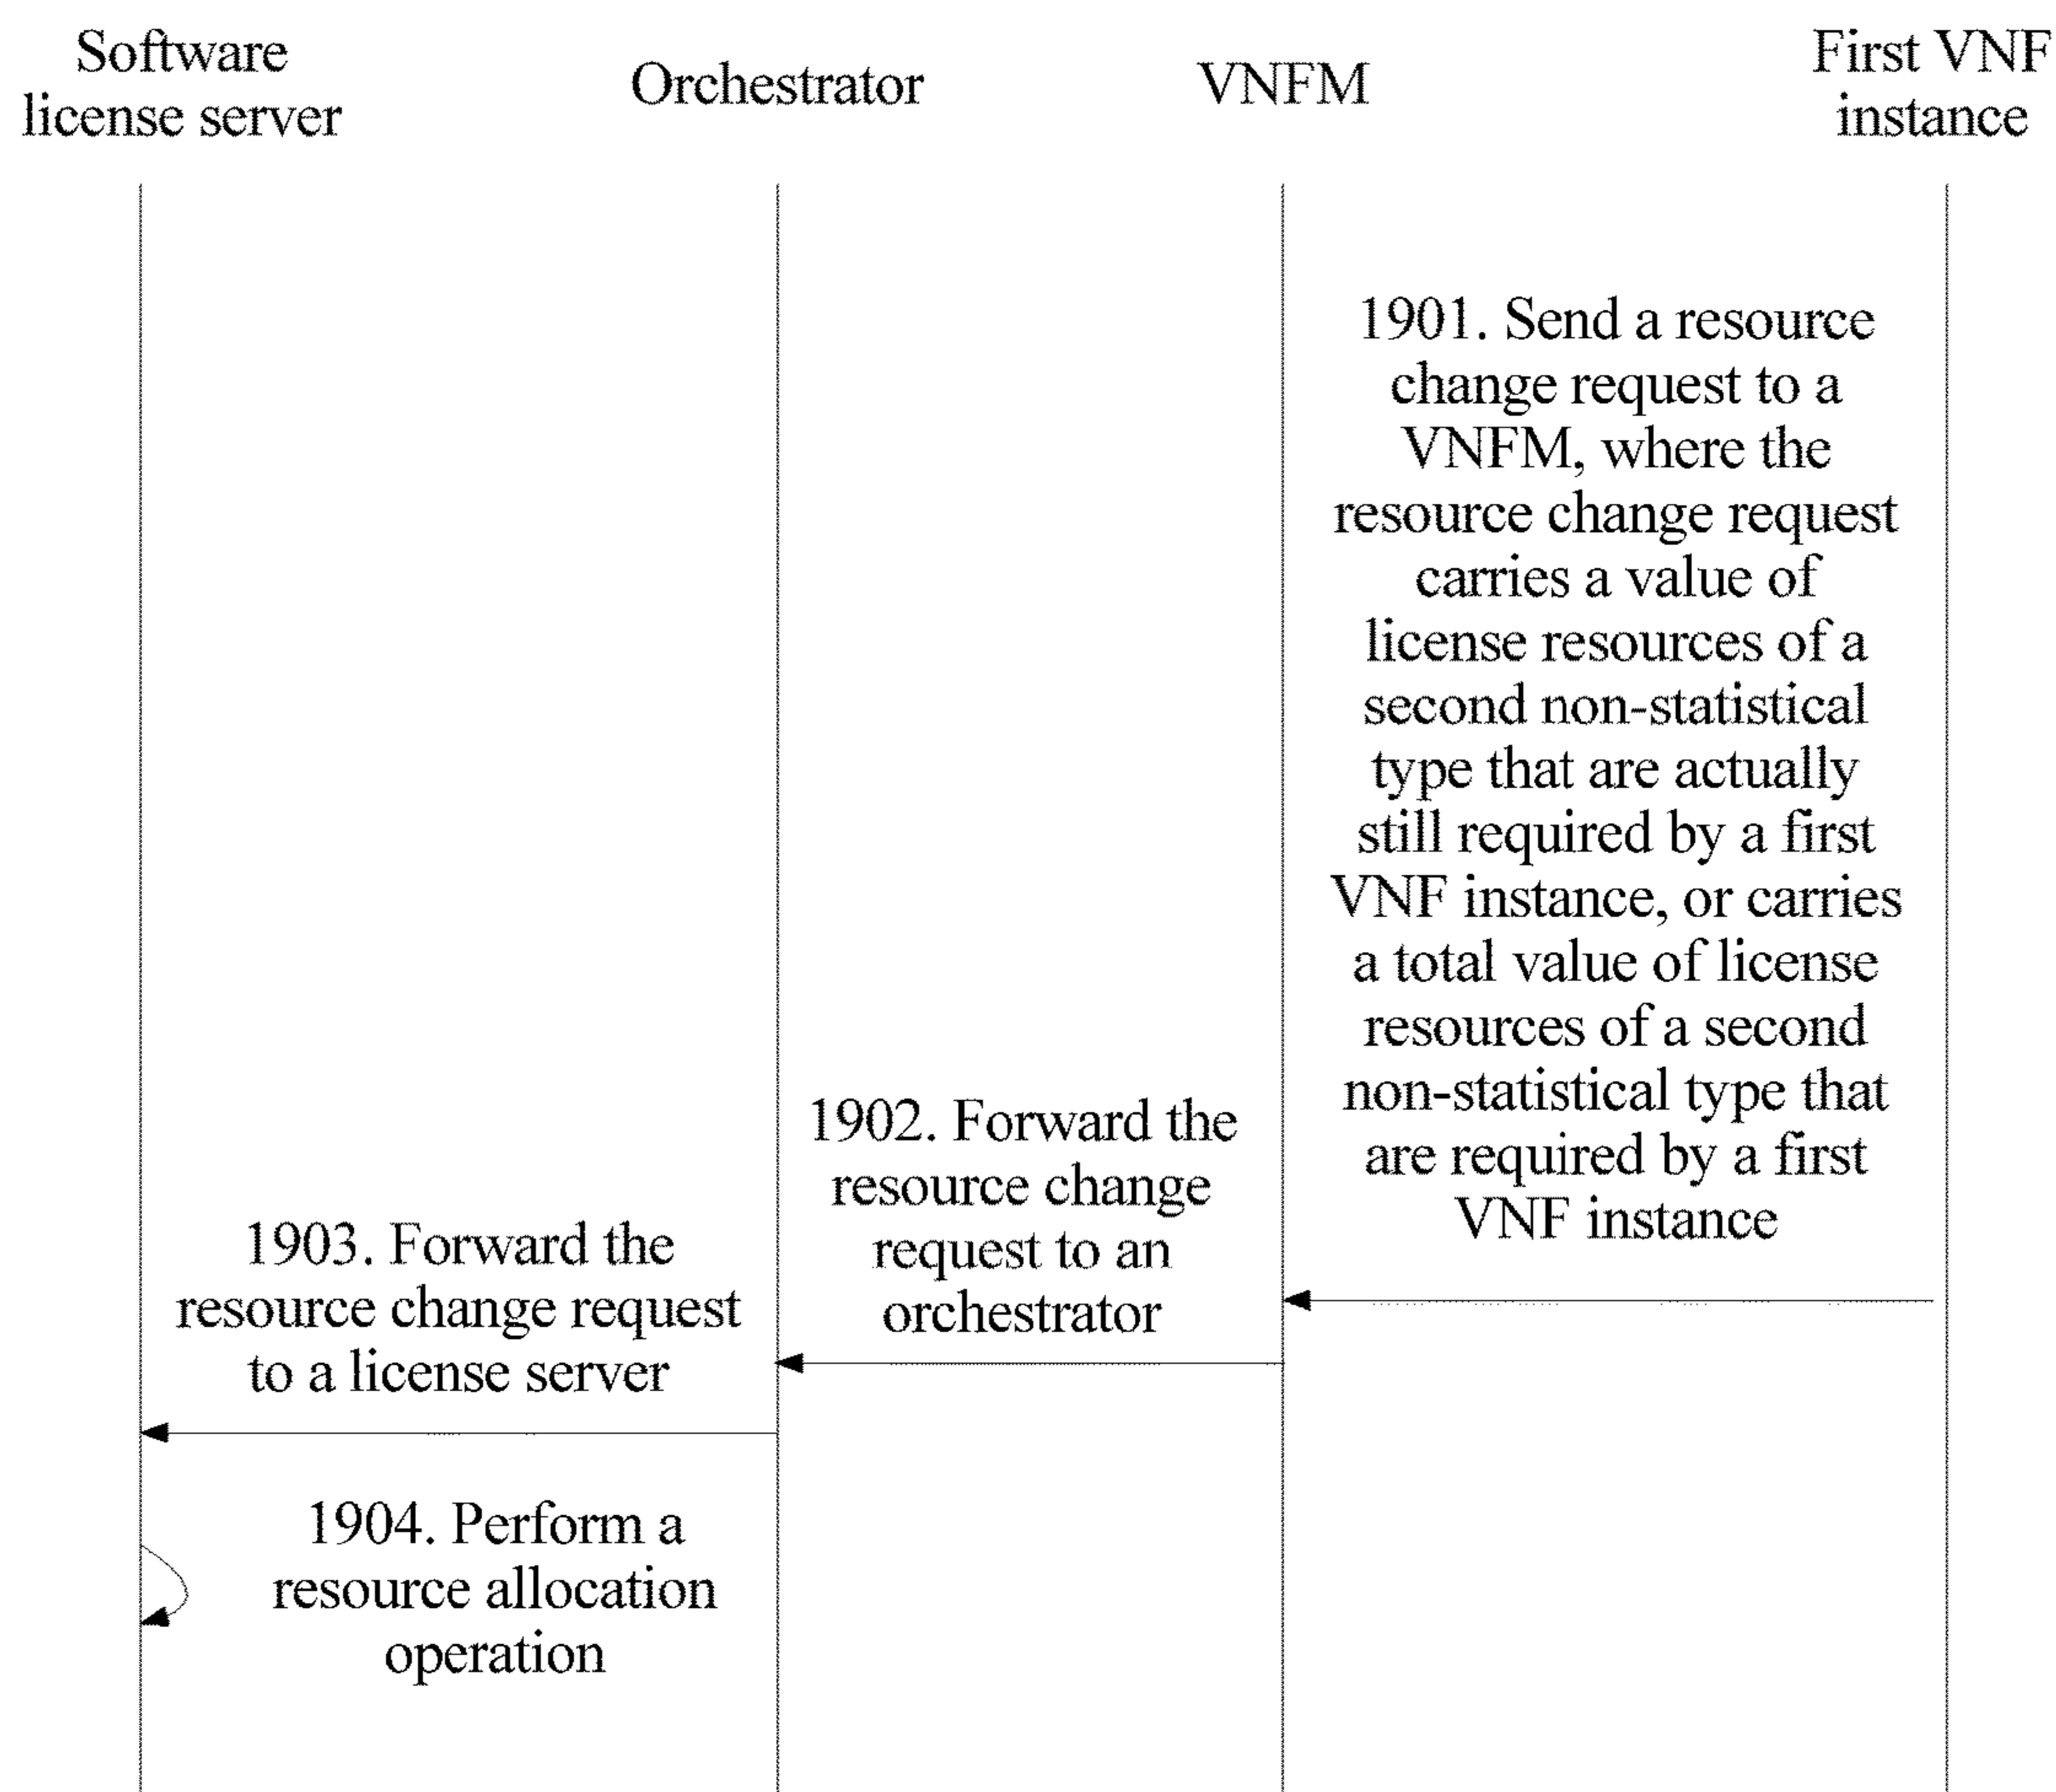 Software
license server
Orchestrator
VNFM
First VNF
instance
1901. Send a resource
change request to a
VNFM, where the
resource change request
carries a value of
license resources of a
second non-statistical
type that are actually
still required by a first
VNF instance, or carries
a total value of license
resources of a second
non-statistical type that
are required by a first
VNF instance
1902. Forward the
resource change
request to an
orchestrator
1903. Forward the
resource change request
to a license server
1904. Perform a
resource allocation
operation